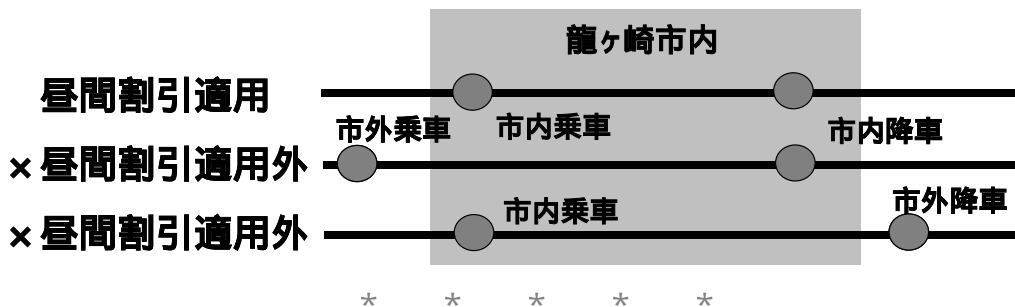 龍ヶ崎市内
昼間割引適用
市外乗車 市内乗車 市内降車
×昼間割引適用外
市内乗車 市外降車
×昼間割引適用外
* * * * *